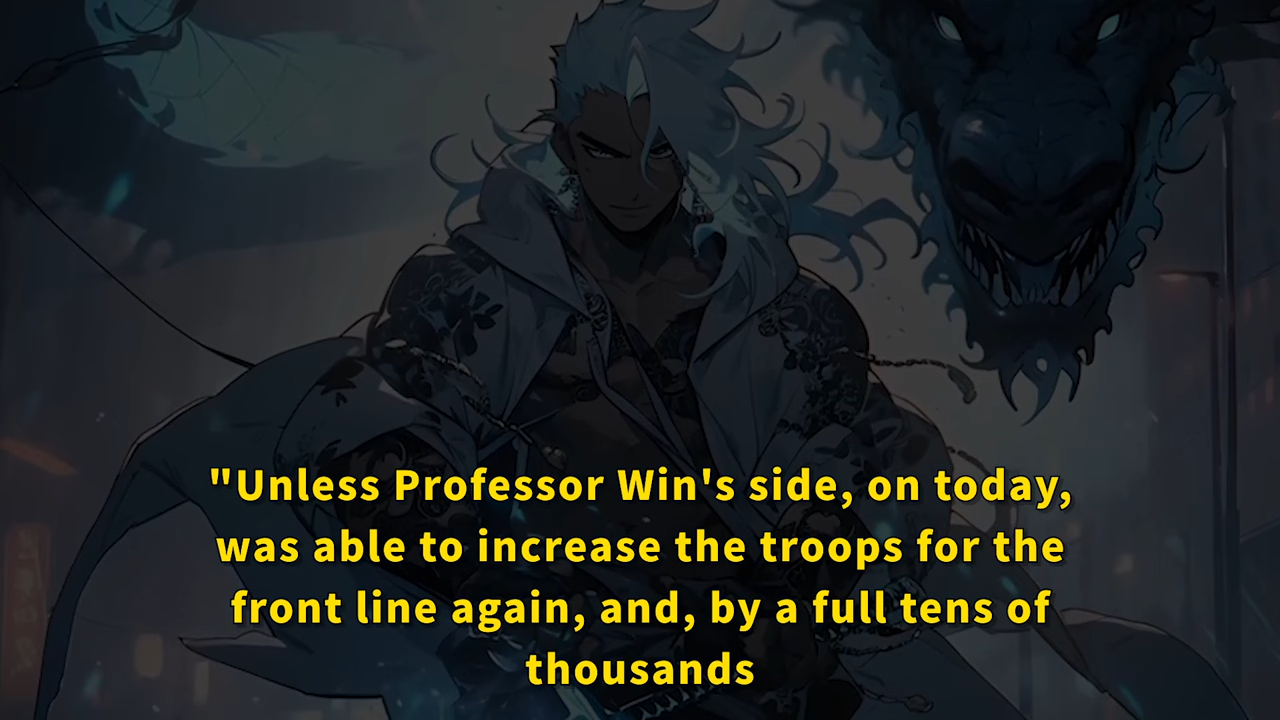 "Unless Professor Win's side, on today,
was able to increase the troops for the
front line again, and, by a full tens of
thousands